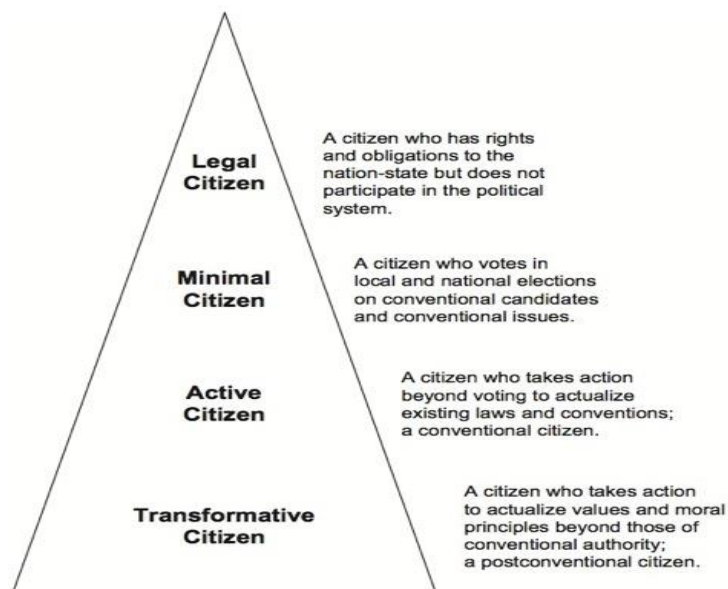 Legal
Citizen
A citizen who has rights
and obligations to the
nation-state but does not
participate in the political
system.
Minimal
Citizen
A citizen who votes in
local and national elections
on conventional candidates
and conventional issues.
Active
Citizen
A citizen who takes action
beyond voting to actualize
existing laws and conventions;
a conventional citizen.
Transformative
Citizen
A citizen who takes action
to actualize values and moral
principles beyond those of
conventional authority;
a postconventional citizen.